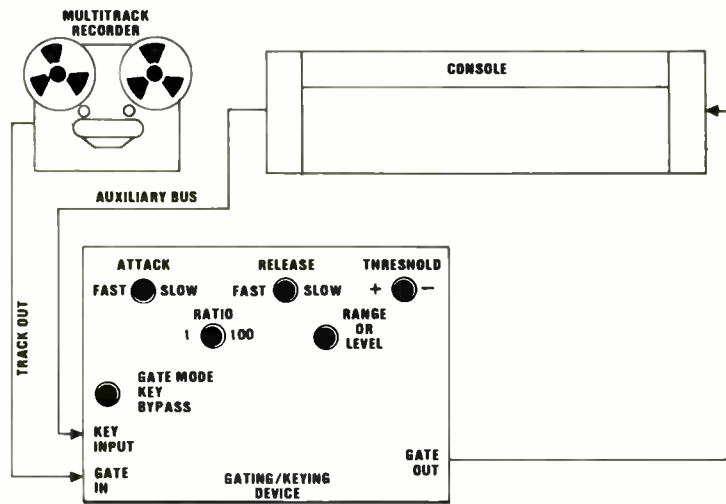 MULTITRACK
RECORDER
CONSOLE
AUXILIARY BUS
TRACK OUT
ATTACK
FAST SLOW
RELEASE
FAST SLOW
THRESHOLD
+ −
RATIO
1 100
RANGE
OR
LEVEL
GATE MODE
KEY
BYPASS
KEY
INPUT
GATE
IN
GATING/KEYING
DEVICE
GATE
OUT